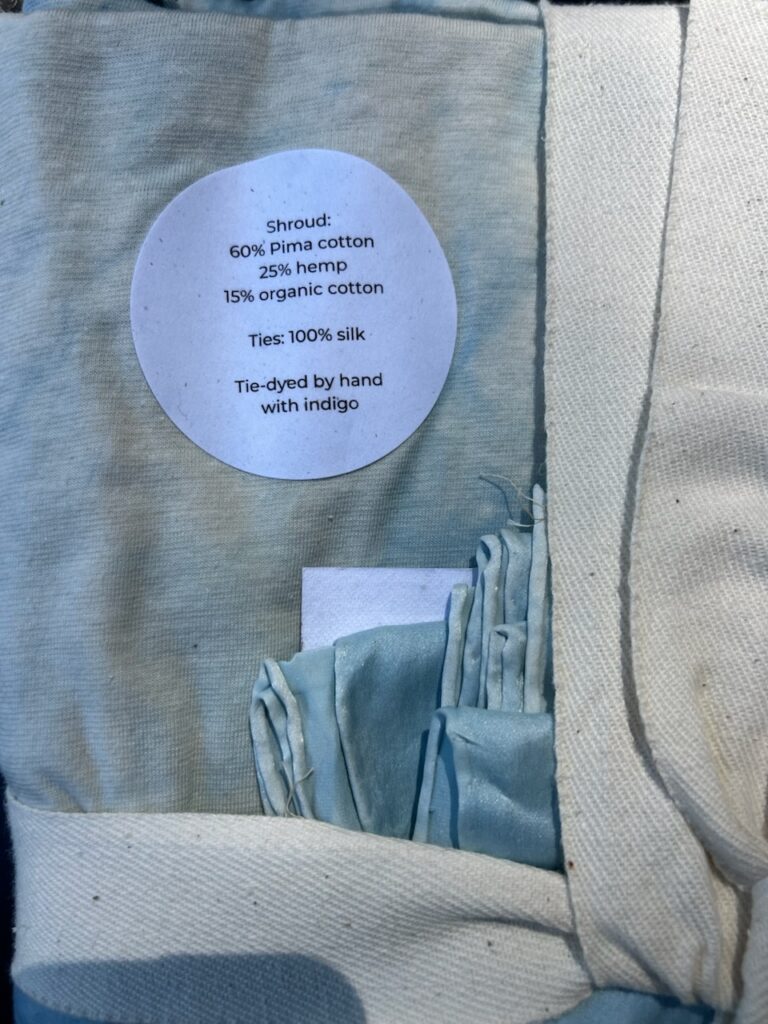 Shroud:
60% Pima cotton
25% hemp
15% organic cotton
Ties: 100% silk
Tie-dyed by hand
with indigo